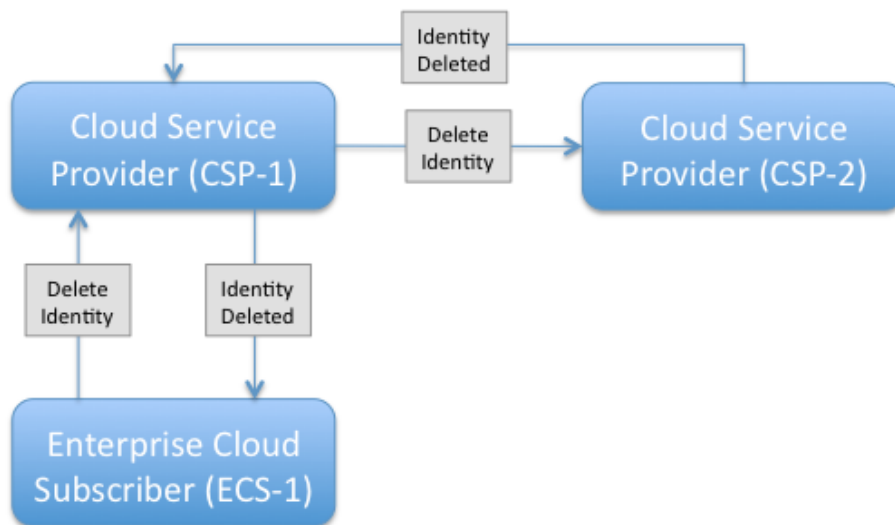 Identity
Deleted
Cloud Service
Provider (CSP-1)
Delete
Identity
Cloud Service
Provider (CSP-2)
Delete
Identity
Identity
Deleted
Enterprise Cloud
Subscriber (ECS-1)